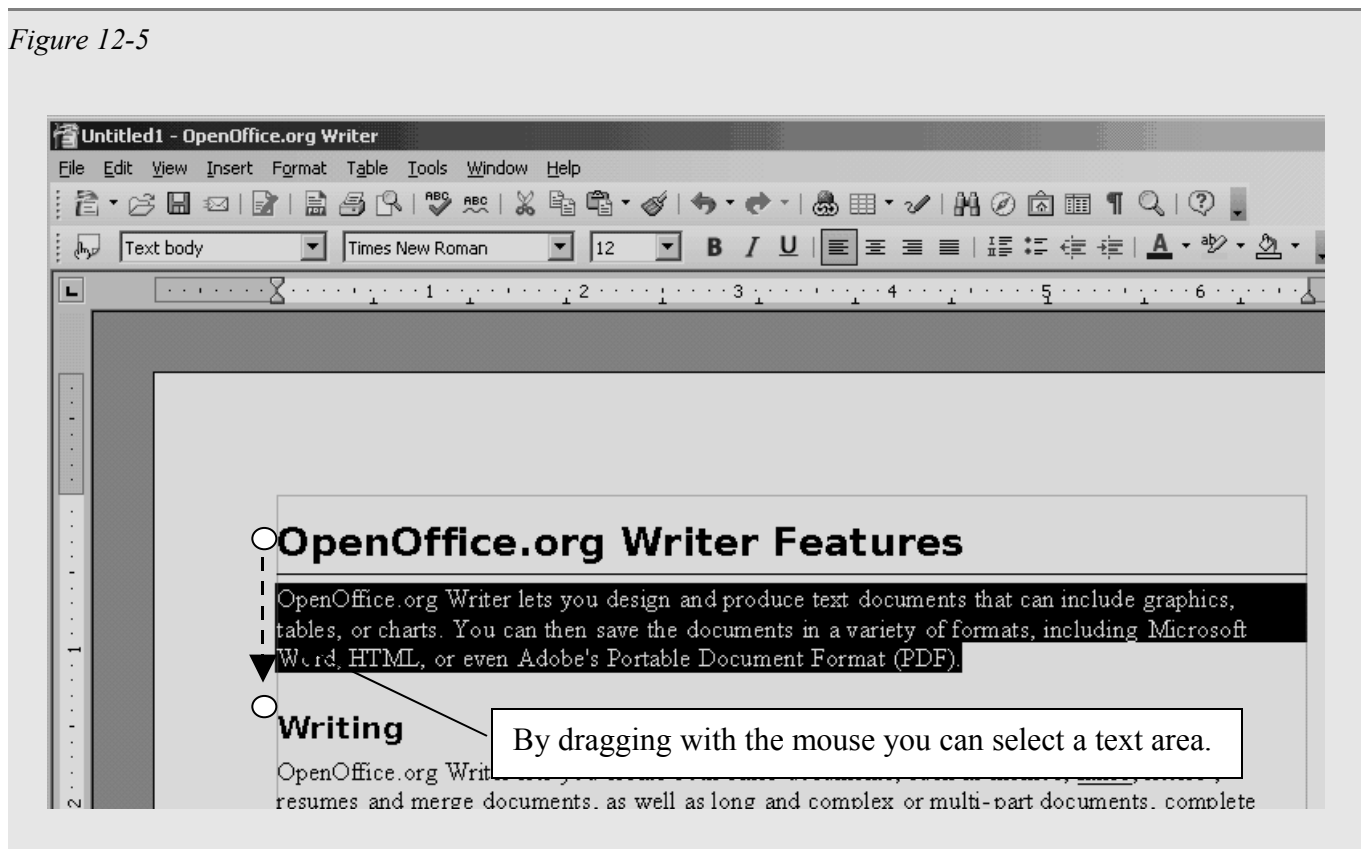 Figure 12-5
Untitled1 - OpenOffice.org Writer
File Edit View Insert Format Table Tools Window Help
ABC ABC
Text body Times New Roman 12 B I U A ab
1 2 3 4 5 6
OpenOffice.org Writer Features
OpenOffice.org Writer lets you design and produce text documents that can include graphics,
tables, or charts. You can then save the documents in a variety of formats, including Microsoft
Word, HTML, or even Adobe's Portable Document Format (PDF).
1
Writing
By dragging with the mouse you can select a text area.
OpenOffice.org
2
resumes and merge documents, as well as long and complex or multi-part documents, complete